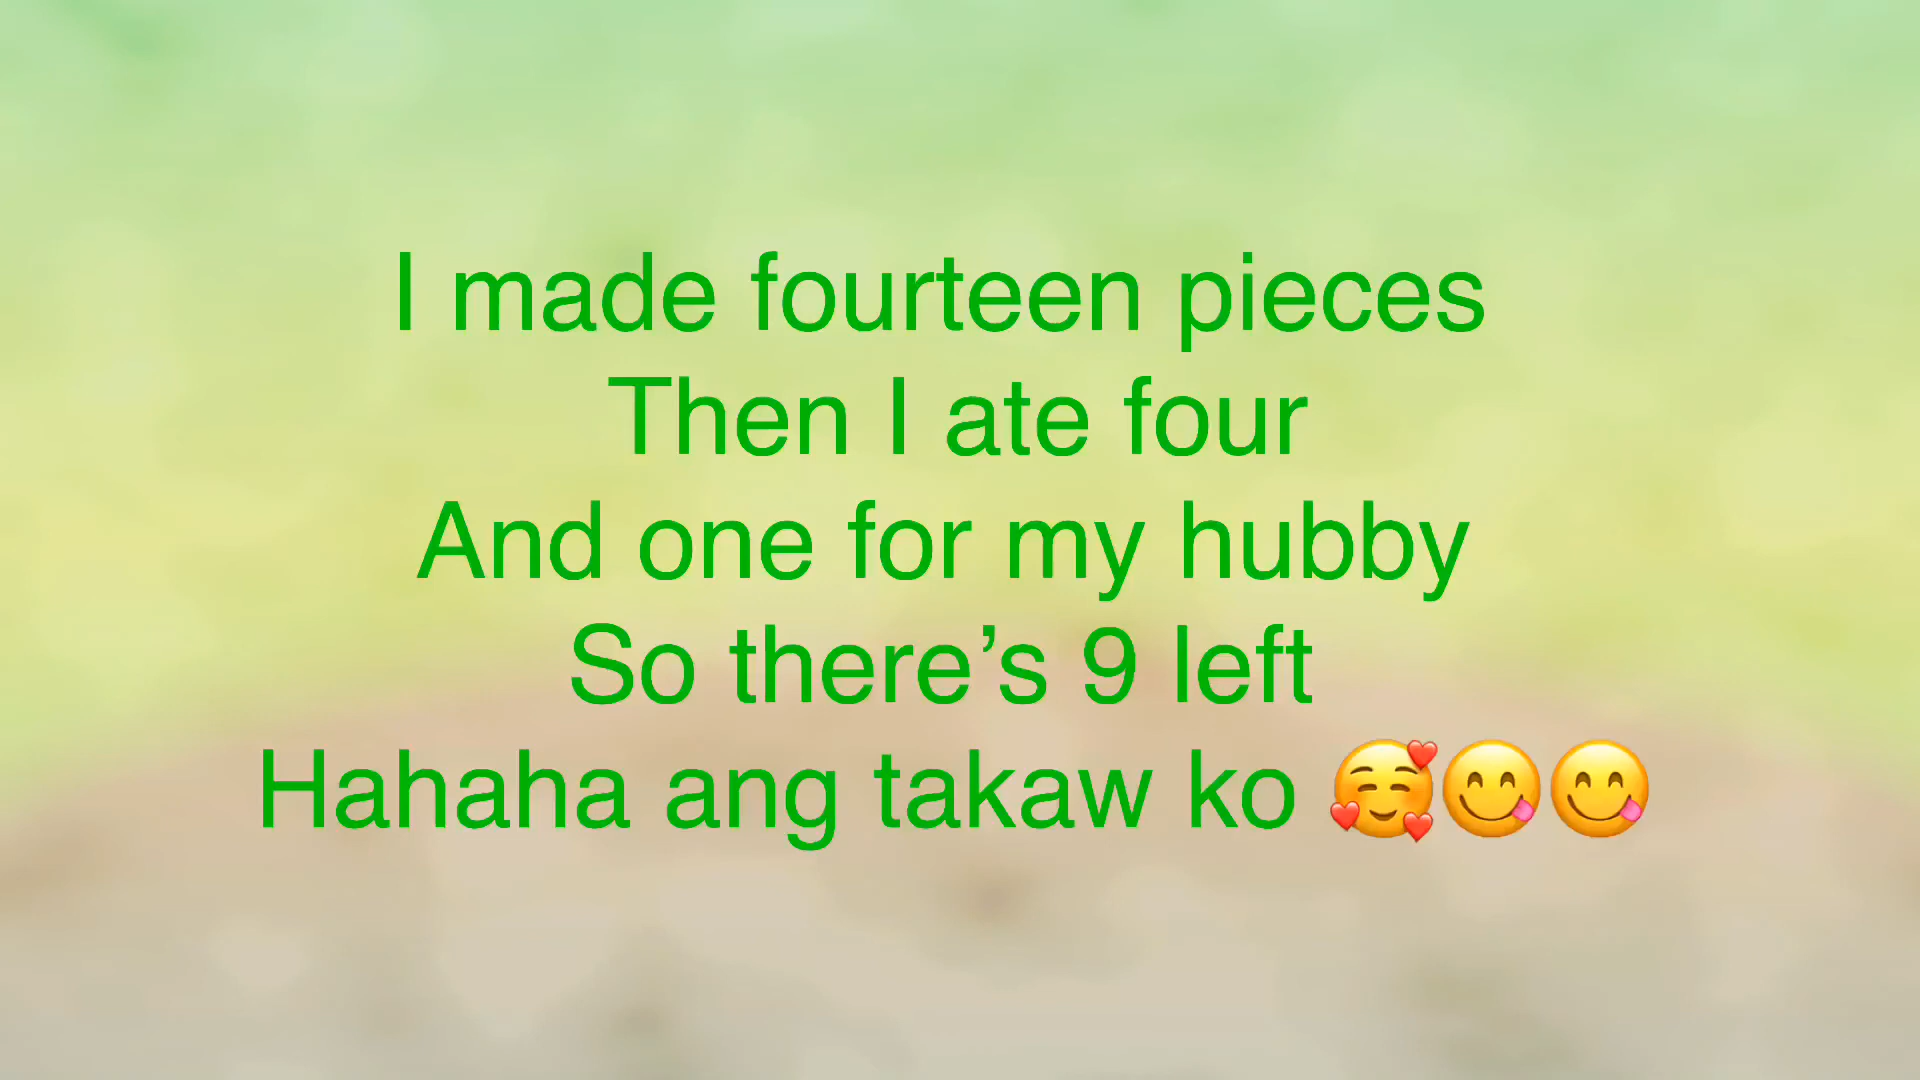 I made fourteen pieces
Then I ate four
And one for my hubby
So there’s 9 left
Hahaha ang takaw ko 🥰😋😋